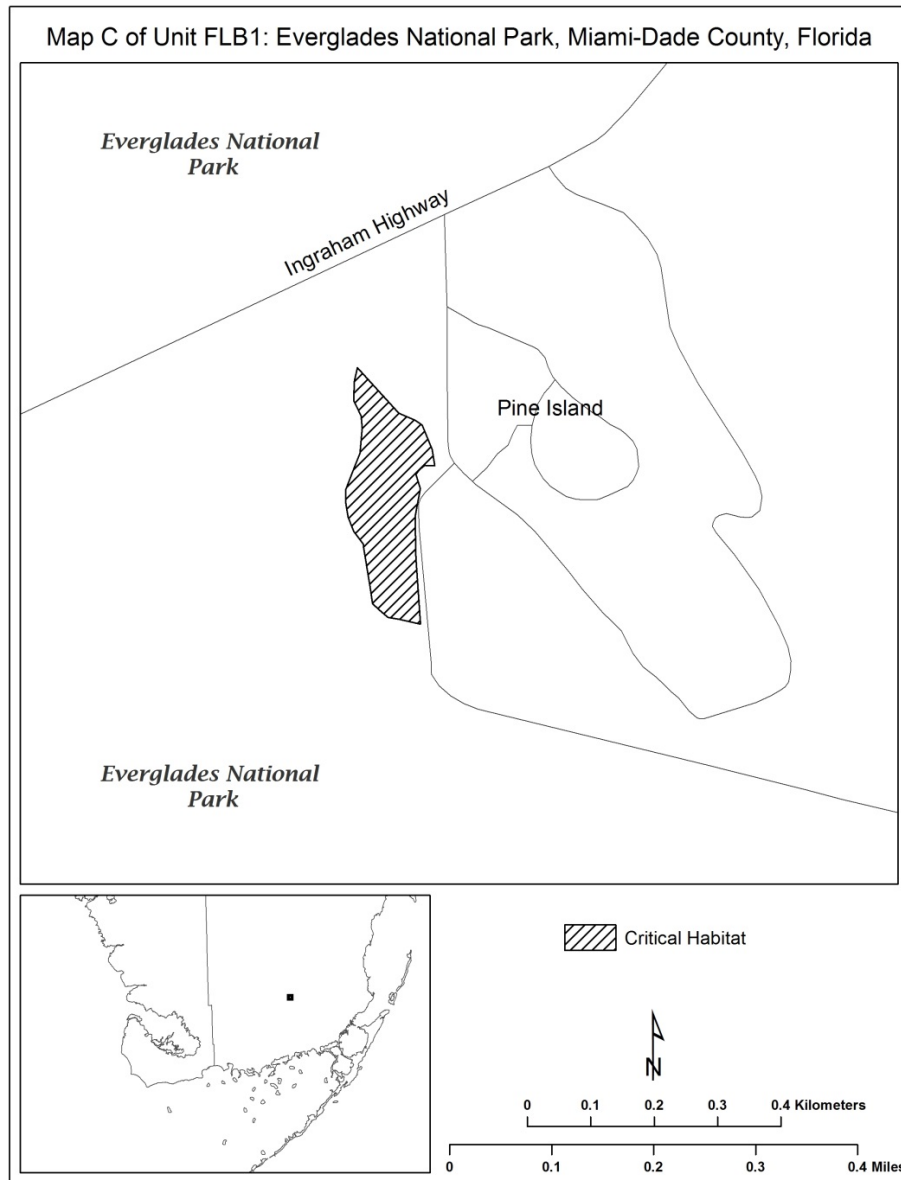 Map C of Unit FLB1: Everglades National Park, Miami-Dade County, Florida
Everglades National
Park
Ingraham Highway
Pine Island
Everglades National
Park
Critical Habitat
N
0 0.1 0.2 0.3 0.4 Kilometers
0 0.1 0.2 0.3 0.4 Miles